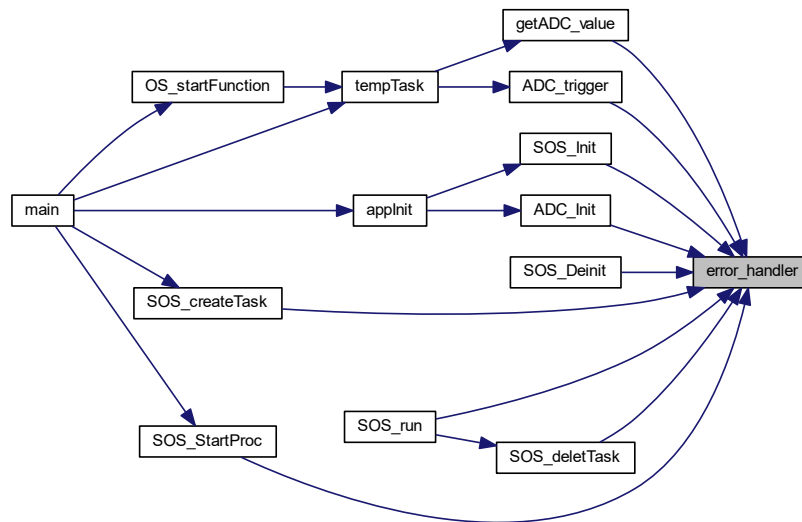 getADC_value
OS_startFunction
tempTask
ADC_trigger
SOS_Init
main
appInit
ADC_Init
SOS_Deinit
error_handler
SOS_createTask
SOS_run
SOS_StartProc
SOS_deletTask